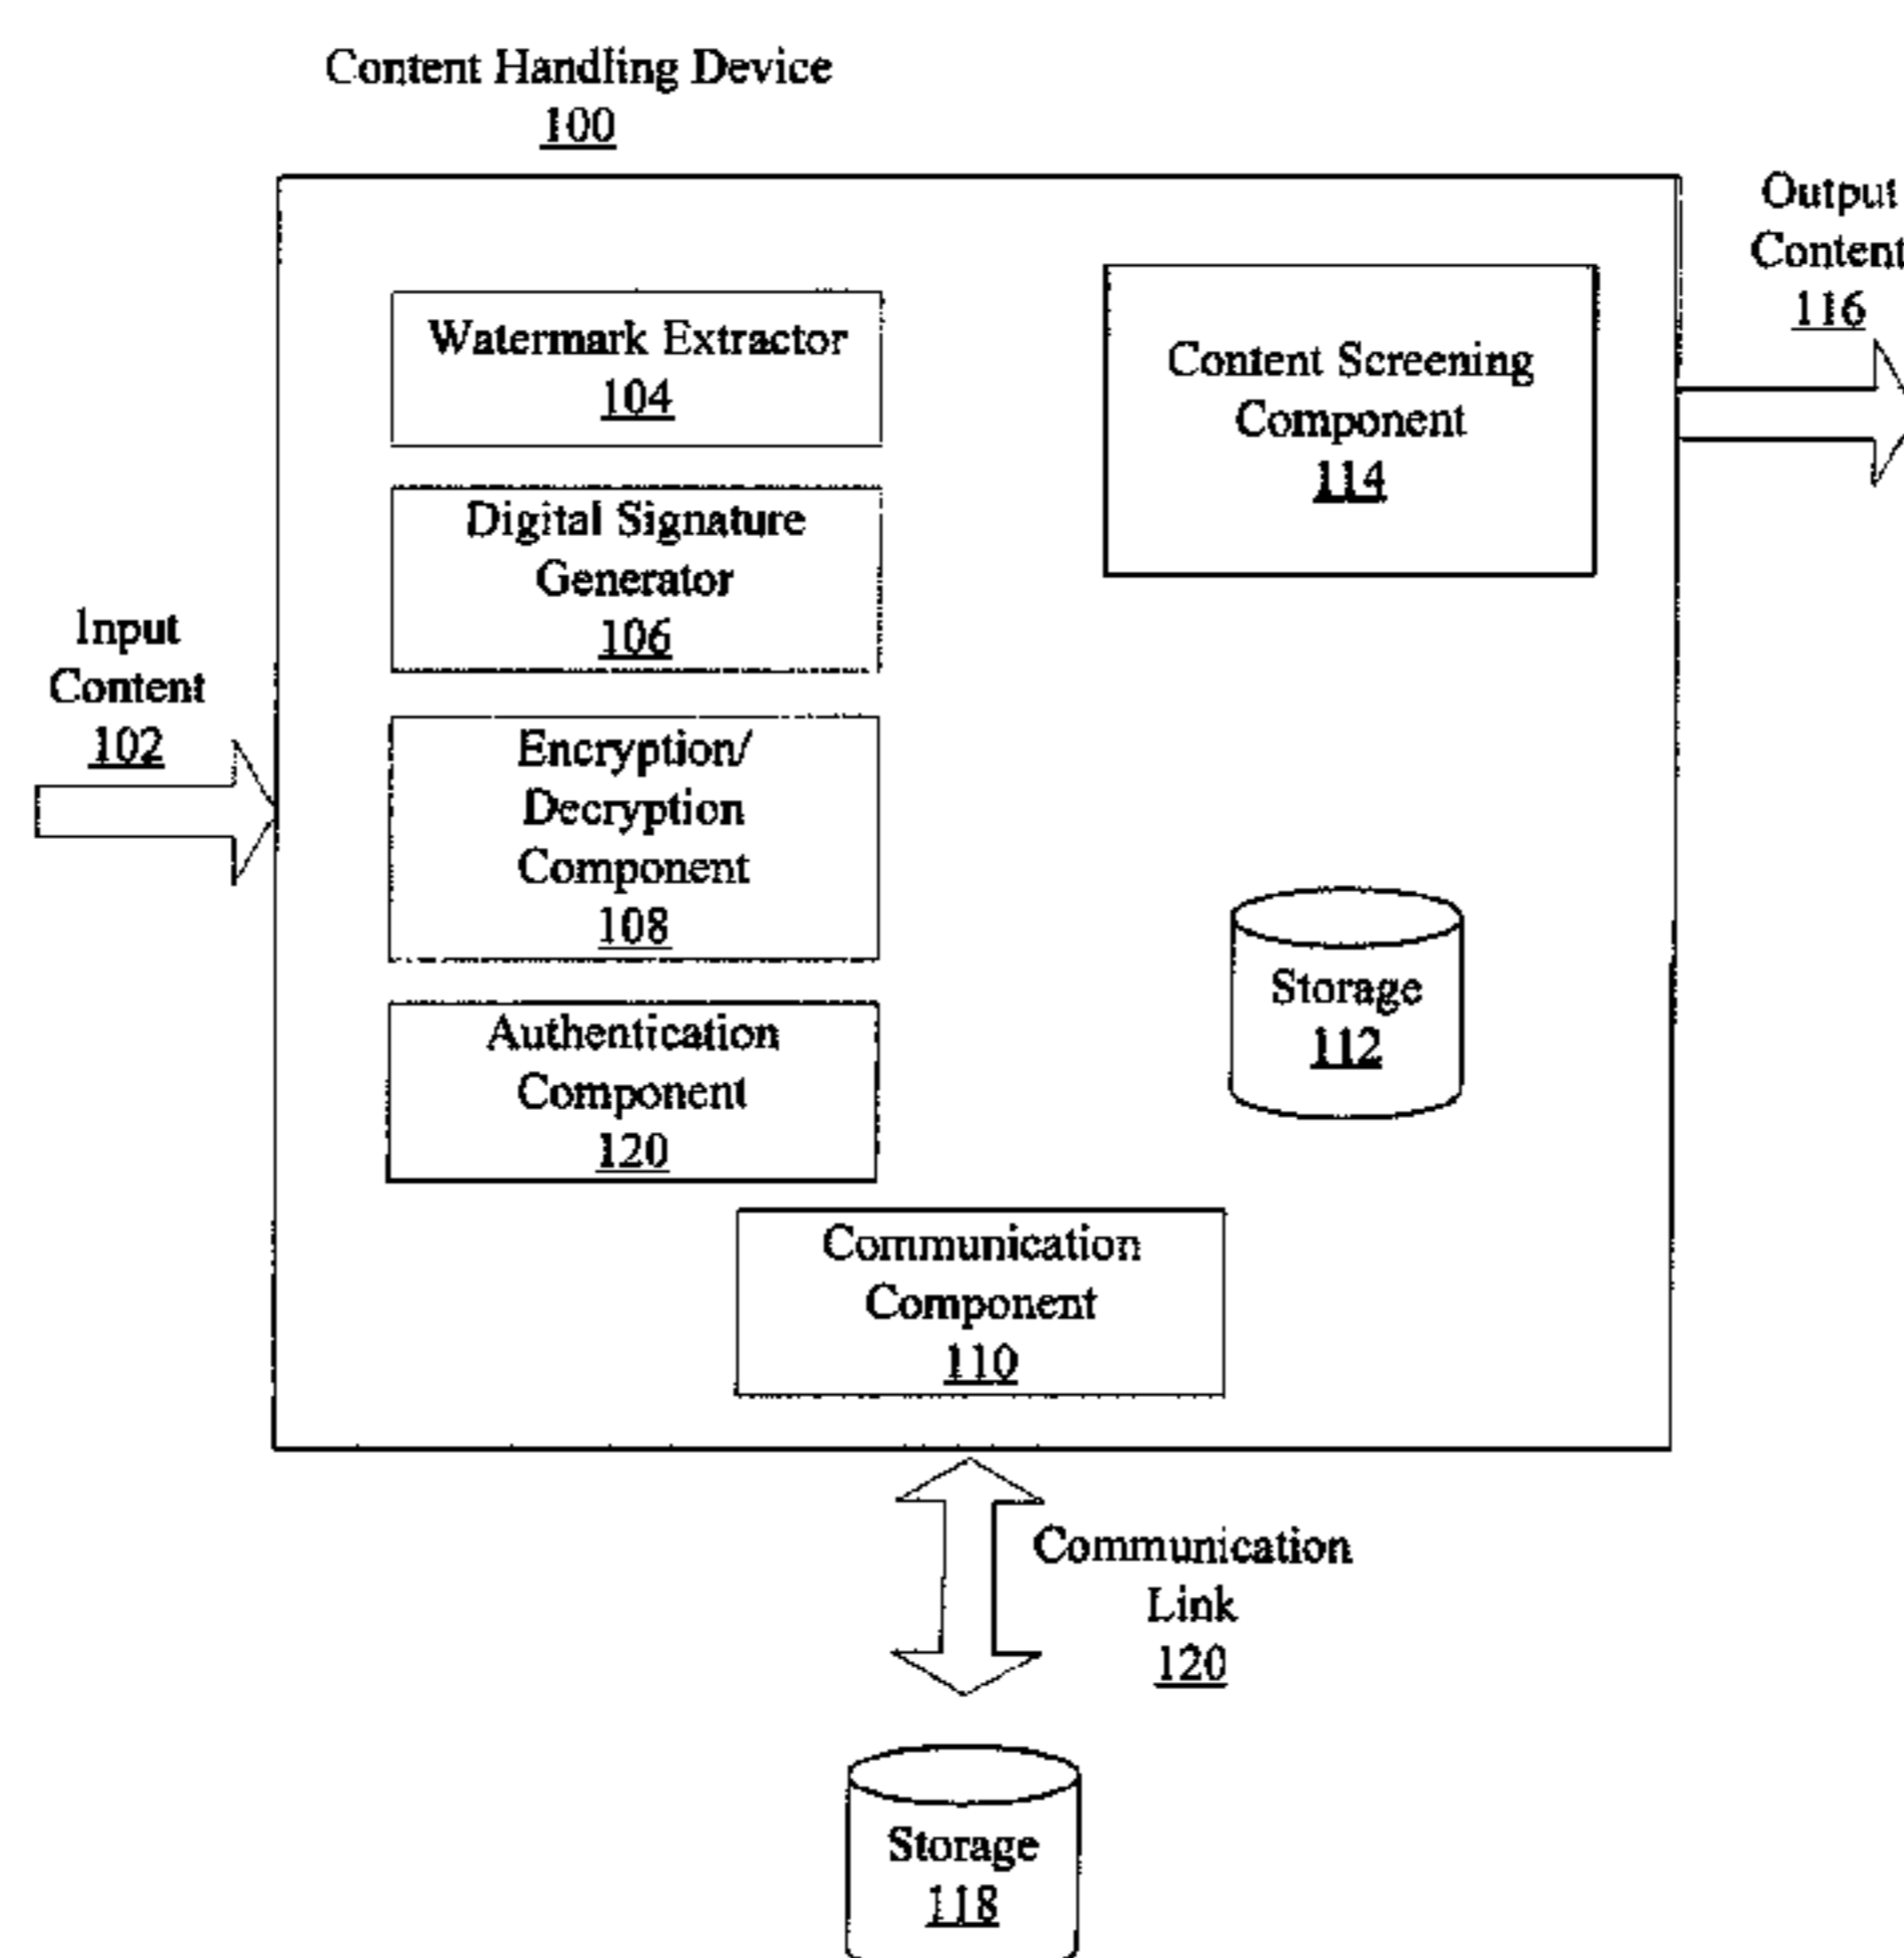 Content Handling Device
100
Output
Content
116
Watermark Extractor
104
Content Screening
Component
114
Digital Signature
Generator
106
Input
Content
102
Encryption/
Decryption
Component
108
Storage
112
Authentication
Component
120
Communication
Component
110
Communication
Link
120
Storage
118